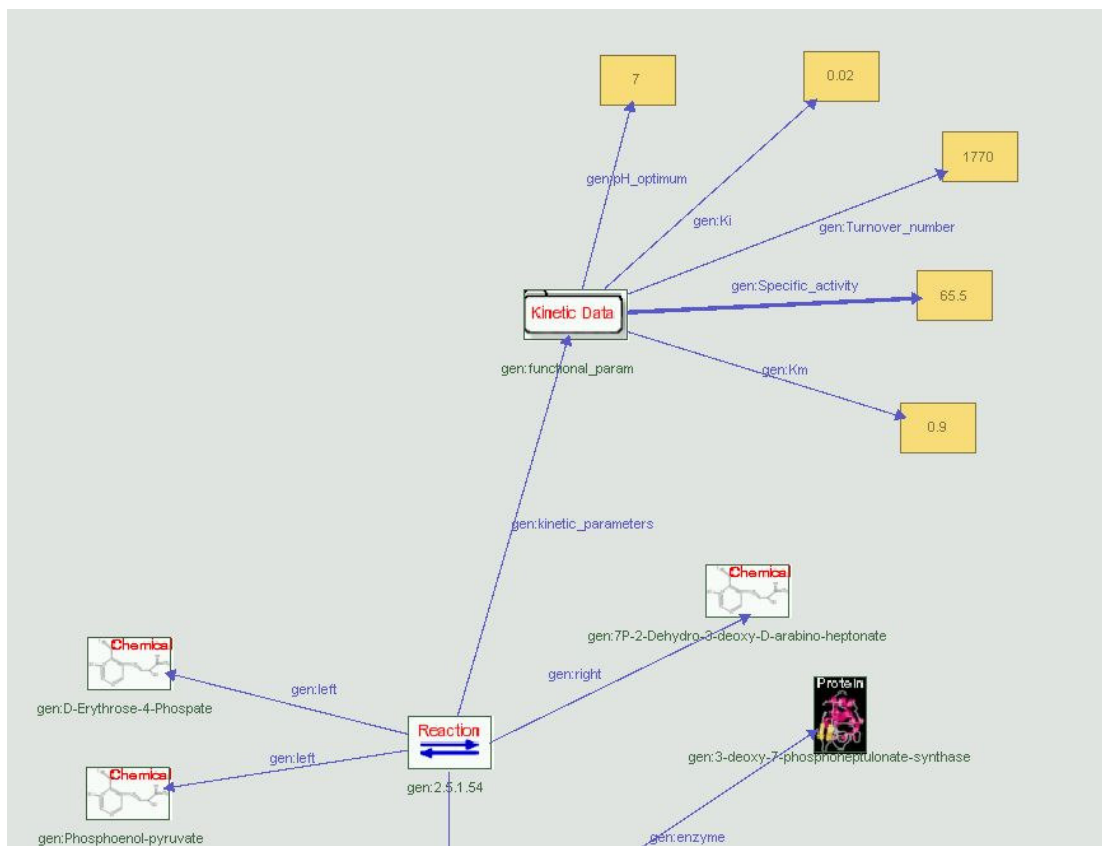 7
0.02
1770
gen:pH_optimum
gen:Ki
gen:Turnover_number
gen:Specific_activity
65.5
Kinetic Data
gen:functional_param
gen:Km
0.9
gen:kinetic_parameters
Chemical
gen:7P-2-Dehydro-3-deoxy-D-arabino-heptonate
Chemical
gen:left
gen:right
gen:D-Erythrose-4-Phospate
Protein
Reaction
gen:3-deoxy-7-phosphoheptulonate-synthase
gen:left
Chemical
gen:2.5.1.54
gen:Phosphoenol-pyruvate
gen:enzyme